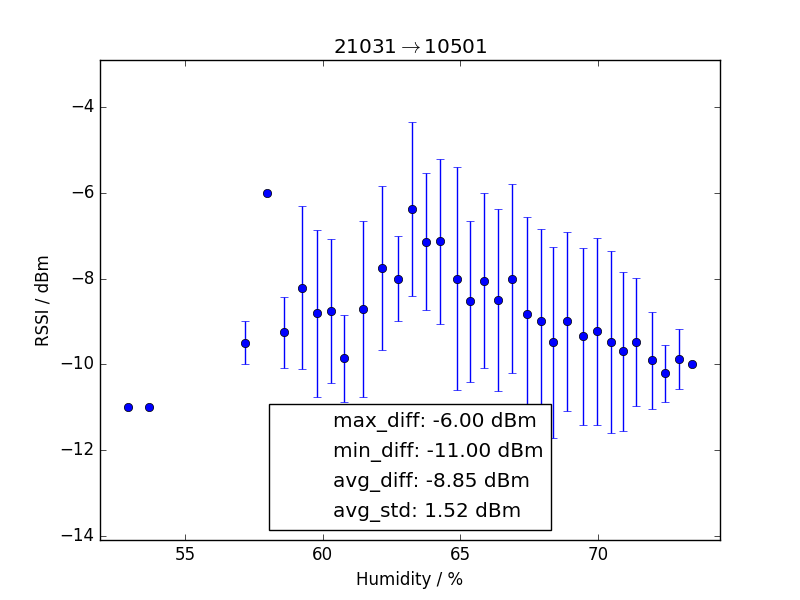 21031→10501
−4
−6
−8
−10
−12
−14
RSSI / dBm
max_diff: -6.00 dBm
min_diff: -11.00 dBm
avg_diff: -8.85 dBm
avg_std: 1.52 dBm
55 60 65 70
Humidity / %